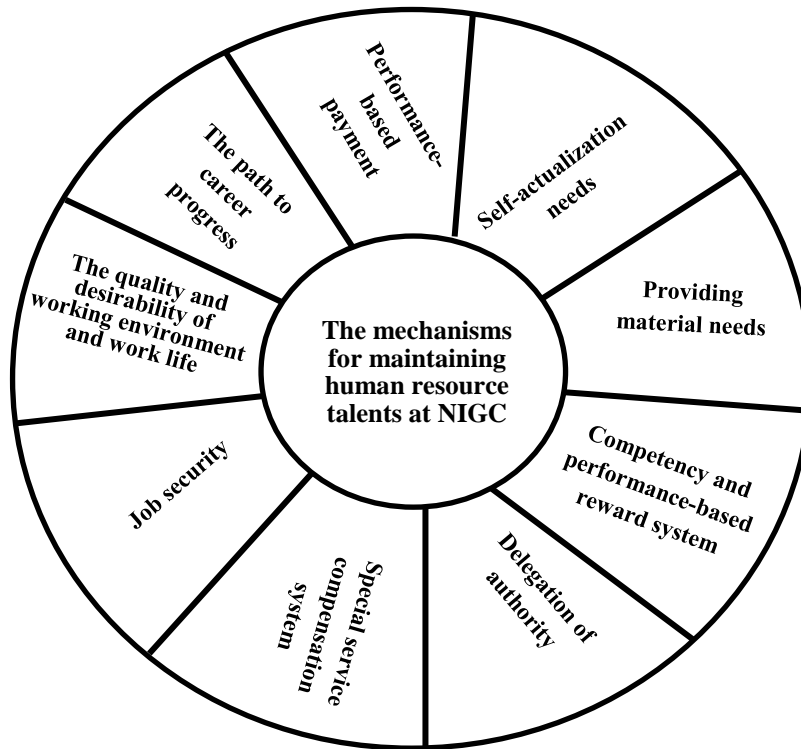 Performance-
based
payment
Self-actualization
needs
Providing
material needs
Competency and
performance-based
reward system
Delegation of
authority
Special service
compensation
system
Job security
The quality and
desirability of
working environment
and work life
The path to
career
progress
The mechanisms
for maintaining
human resource
talents at NIGC